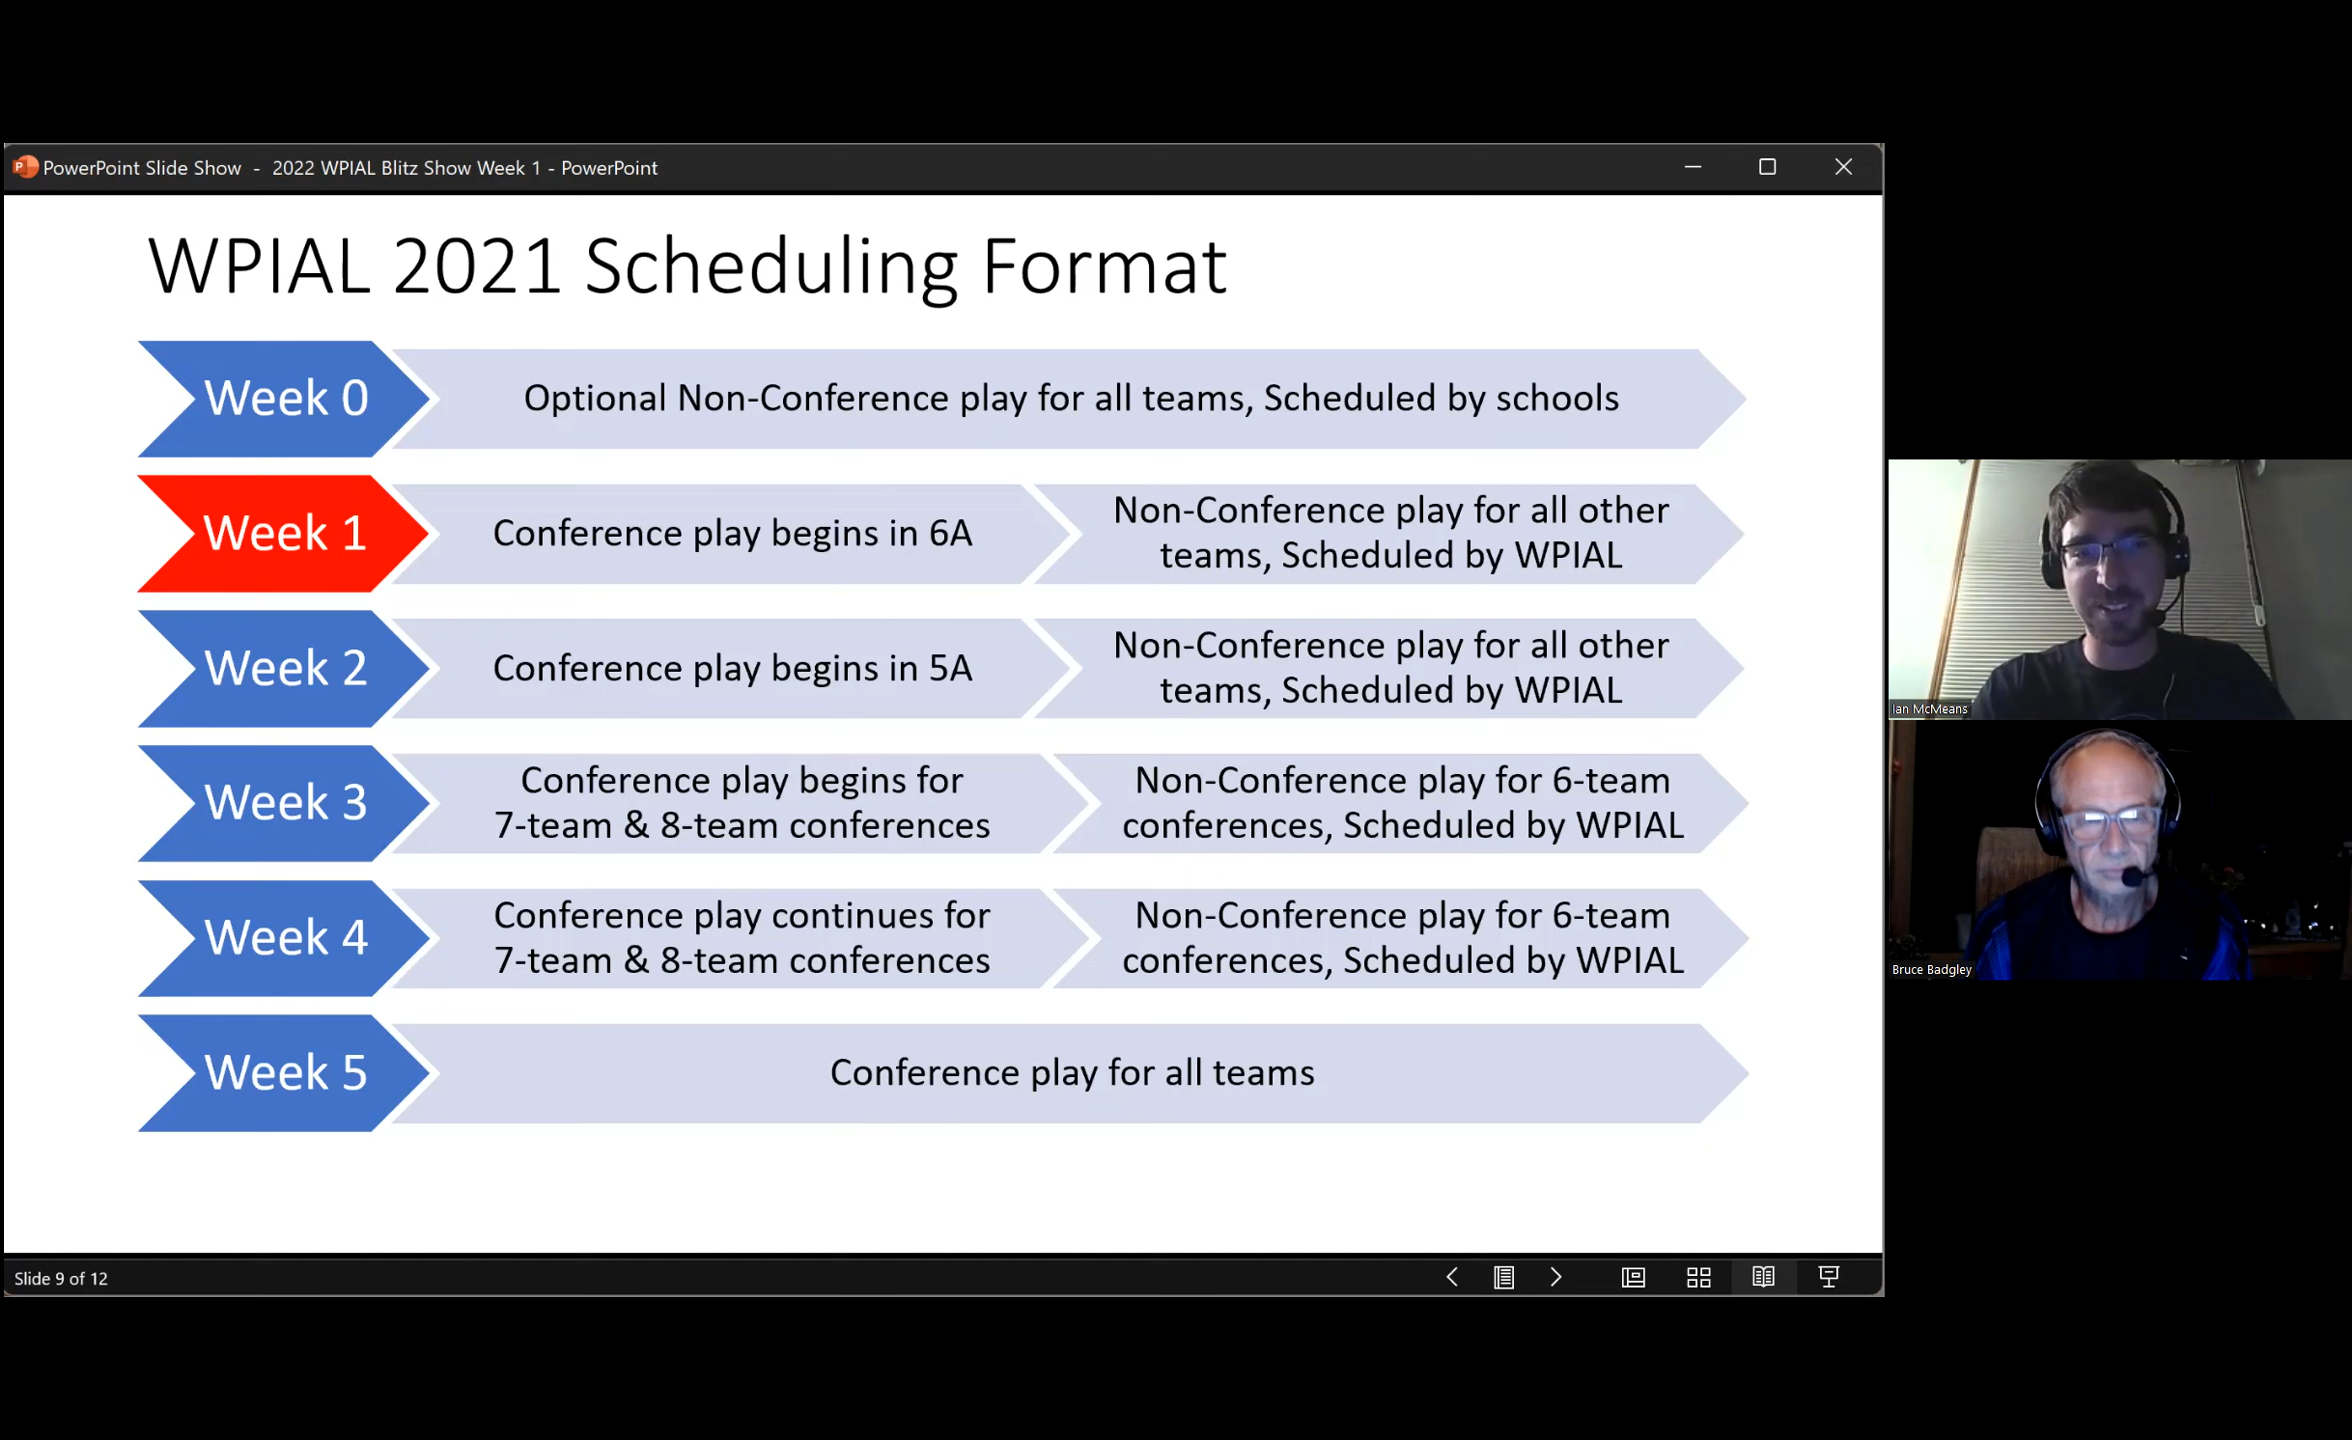 PowerPoint Slide Show - 2022 WPIAL Blitz Show Week 1 - PowerPoint
WPIAL 2021 Scheduling Format
Week 0
Optional Non-Conference play for all teams, Scheduled by schools
Week 1
Conference play begins in 6A
Non-Conference play for all other
teams, Scheduled by WPIAL
Week 2
Conference play begins in 5A
Non-Conference play for all other
teams, Scheduled by WPIAL
Week 3
Conference play begins for
7-team & 8-team conferences
Non-Conference play for 6-team
conferences, Scheduled by WPIAL
Week 4
Conference play continues for
7-team & 8-team conferences
Non-Conference play for 6-team
conferences, Scheduled by WPIAL
Week 5
Conference play for all teams
Slide 9 of 12
Ian McMeans
Bruce Badgley